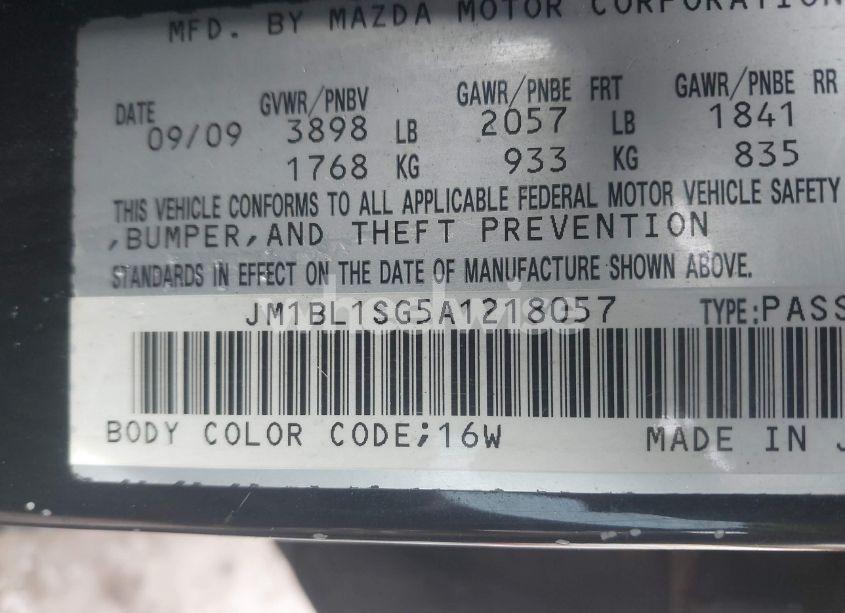 MFD. BY MAZDA MOTOR CORPORATION
DATE GVWR/PNBV GAWR/PNBE FRT GAWR/PNBE RR
09/09 3898 LB 2057 LB 1841
1768 KG 933 KG 835
THIS VEHICLE CONFORMS TO ALL APPLICABLE FEDERAL MOTOR VEHICLE SAFETY
,BUMPER,AND THEFT PREVENTION
STANDARDS IN EFFECT ON THE DATE OF MANUFACTURE SHOWN ABOVE.
JM1BL1SG5A1218057 TYPE:PASS
BODY COLOR CODE;16W MADE IN J